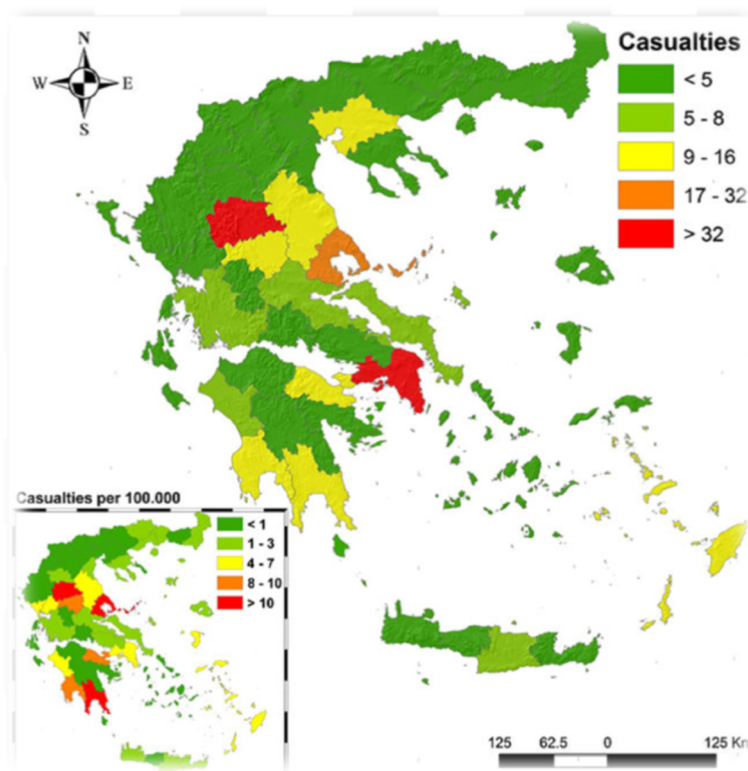 N
W E
S
Casualties
< 5
5 - 8
9 - 16
17 - 32
> 32
Casualties per 100.000
< 1
1 - 3
4 - 7
8 - 10
> 10
125 62.5 0 125 Km